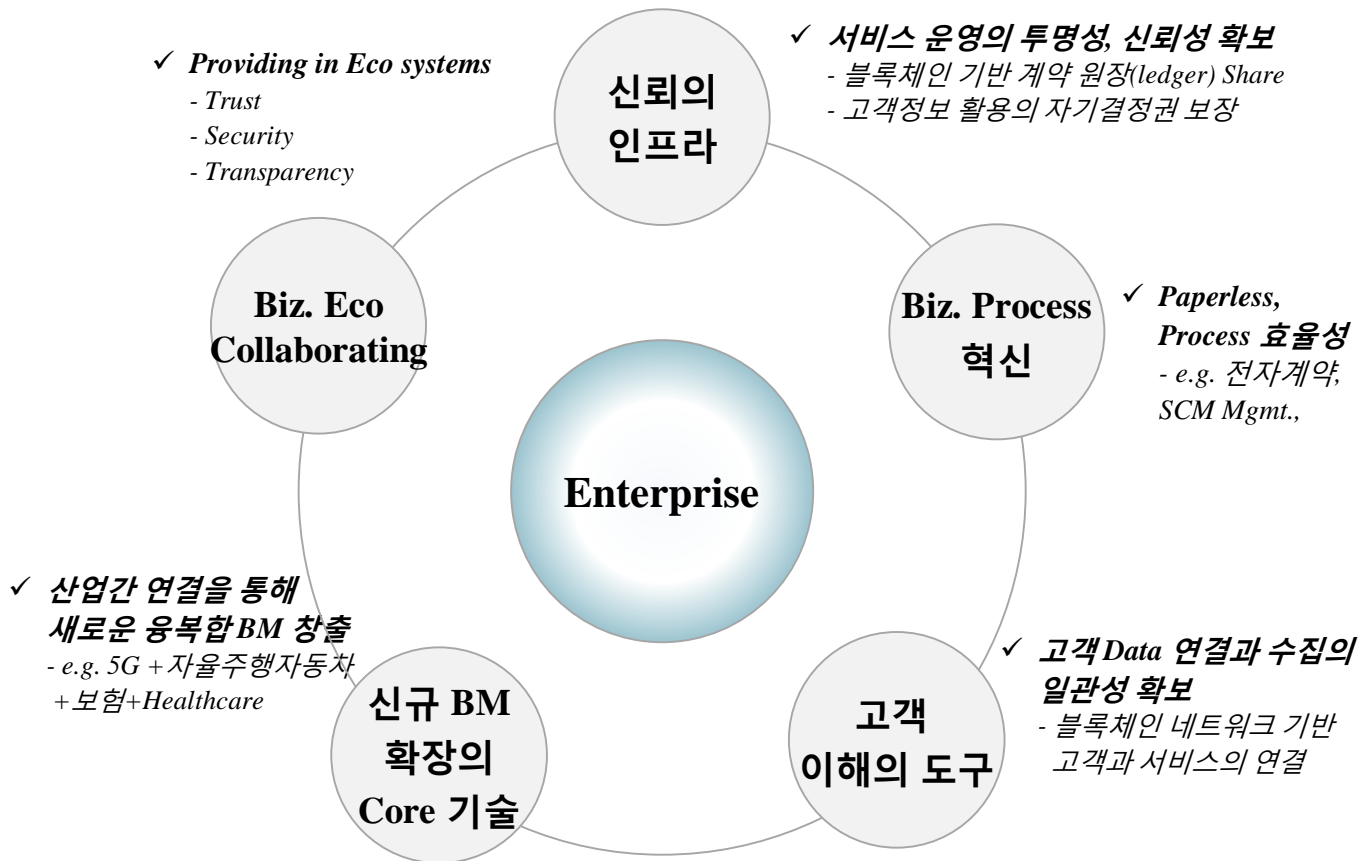 ✓ Providing in Eco systems
- Trust
- Security
- Transparency
신뢰의
인프라
✓ 서비스 운영의 투명성, 신뢰성 확보
- 블록체인 기반 계약 원장(ledger) Share
- 고객정보 활용의 자기결정권 보장
Biz. Eco
Collaborating
Biz. Process
혁신
✓ Paperless,
Process 효율성
- e.g. 전자계약,
SCM Mgmt.,
Enterprise
✓ 산업간 연결을 통해
새로운 융복합 BM 창출
- e.g. 5G +자율주행자동차
+보험+Healthcare
신규 BM
확장의
Core 기술
고객
이해의 도구
✓ 고객 Data 연결과 수집의
일관성 확보
- 블록체인 네트워크 기반
고객과 서비스의 연결